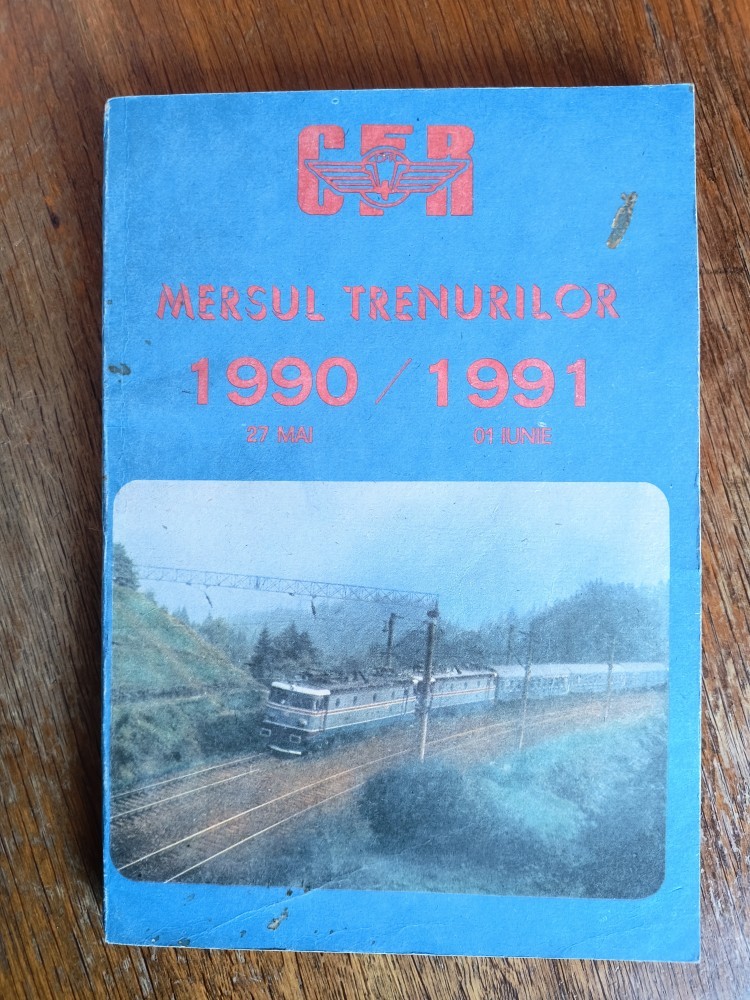 CFR
MERSUL TRENURILOR
1990 / 1991
27 MAI 01 IUNIE